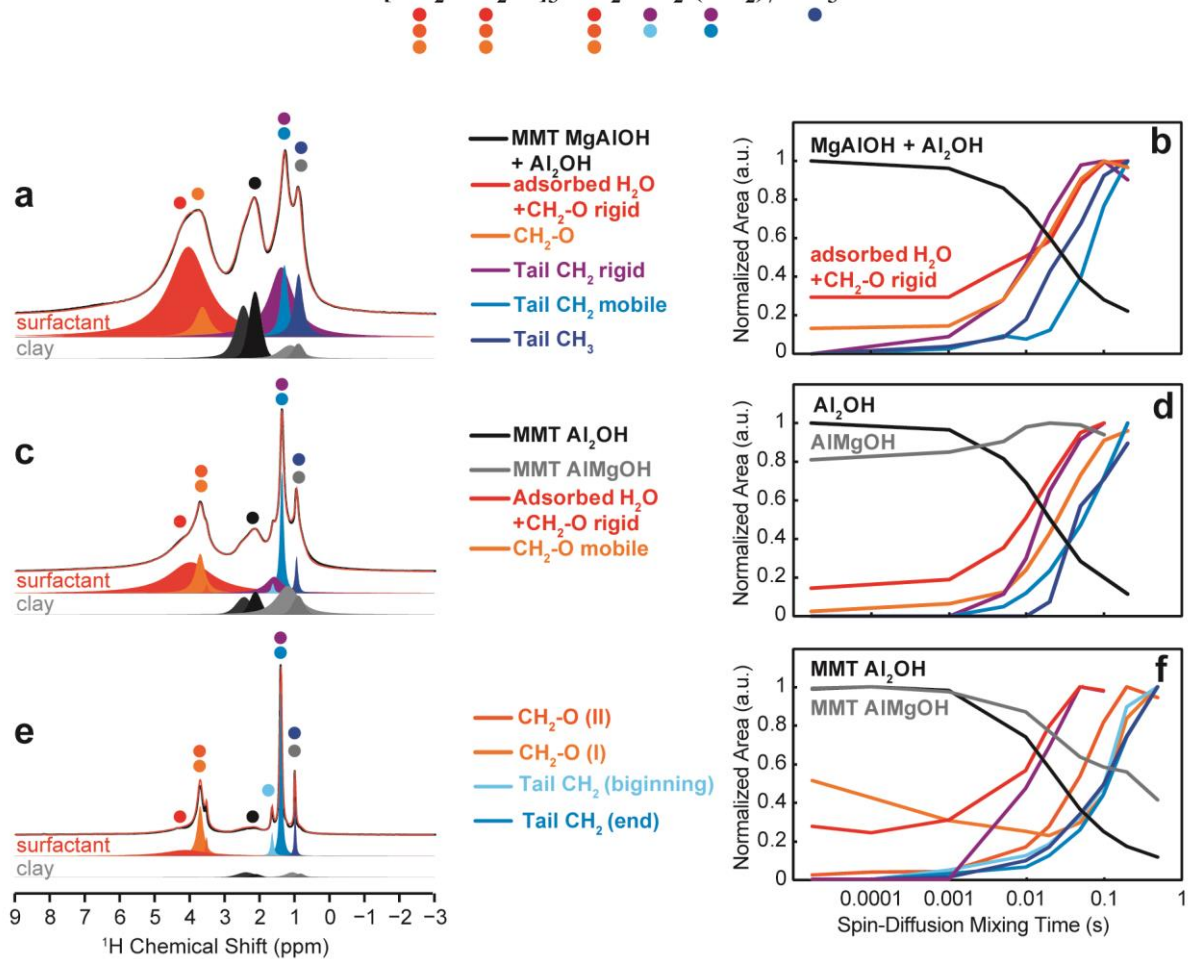 a
surfactant
clay
MMT MgAlOH
+ Al2OH
adsorbed H2O
+CH2-O rigid
CH2-O
Tail CH2 rigid
Tail CH2 mobile
Tail CH3
b
Normalized Area (a.u.)
1
0.8
0.6
0.4
0.2
0
MgAlOH + Al2OH
adsorbed H2O
+CH2-O rigid
c
surfactant
clay
MMT Al2OH
MMT AlMgOH
Adsorbed H2O
+CH2-O rigid
CH2-O mobile
d
Normalized Area (a.u.)
1
0.8
0.6
0.4
0.2
0
Al2OH
AlMgOH
e
surfactant
clay
CH2-O (II)
CH2-O (I)
Tail CH2 (biginning)
Tail CH2 (end)
9 8 7 6 5 4 3 2 1 0 −1 −2 −3
1H Chemical Shift (ppm)
f
Normalized Area (a.u.)
1
0.8
0.6
0.4
0.2
0
MMT Al2OH
MMT AlMgOH
0.0001 0.001 0.01 0.1 1
Spin-Diffusion Mixing Time (s)